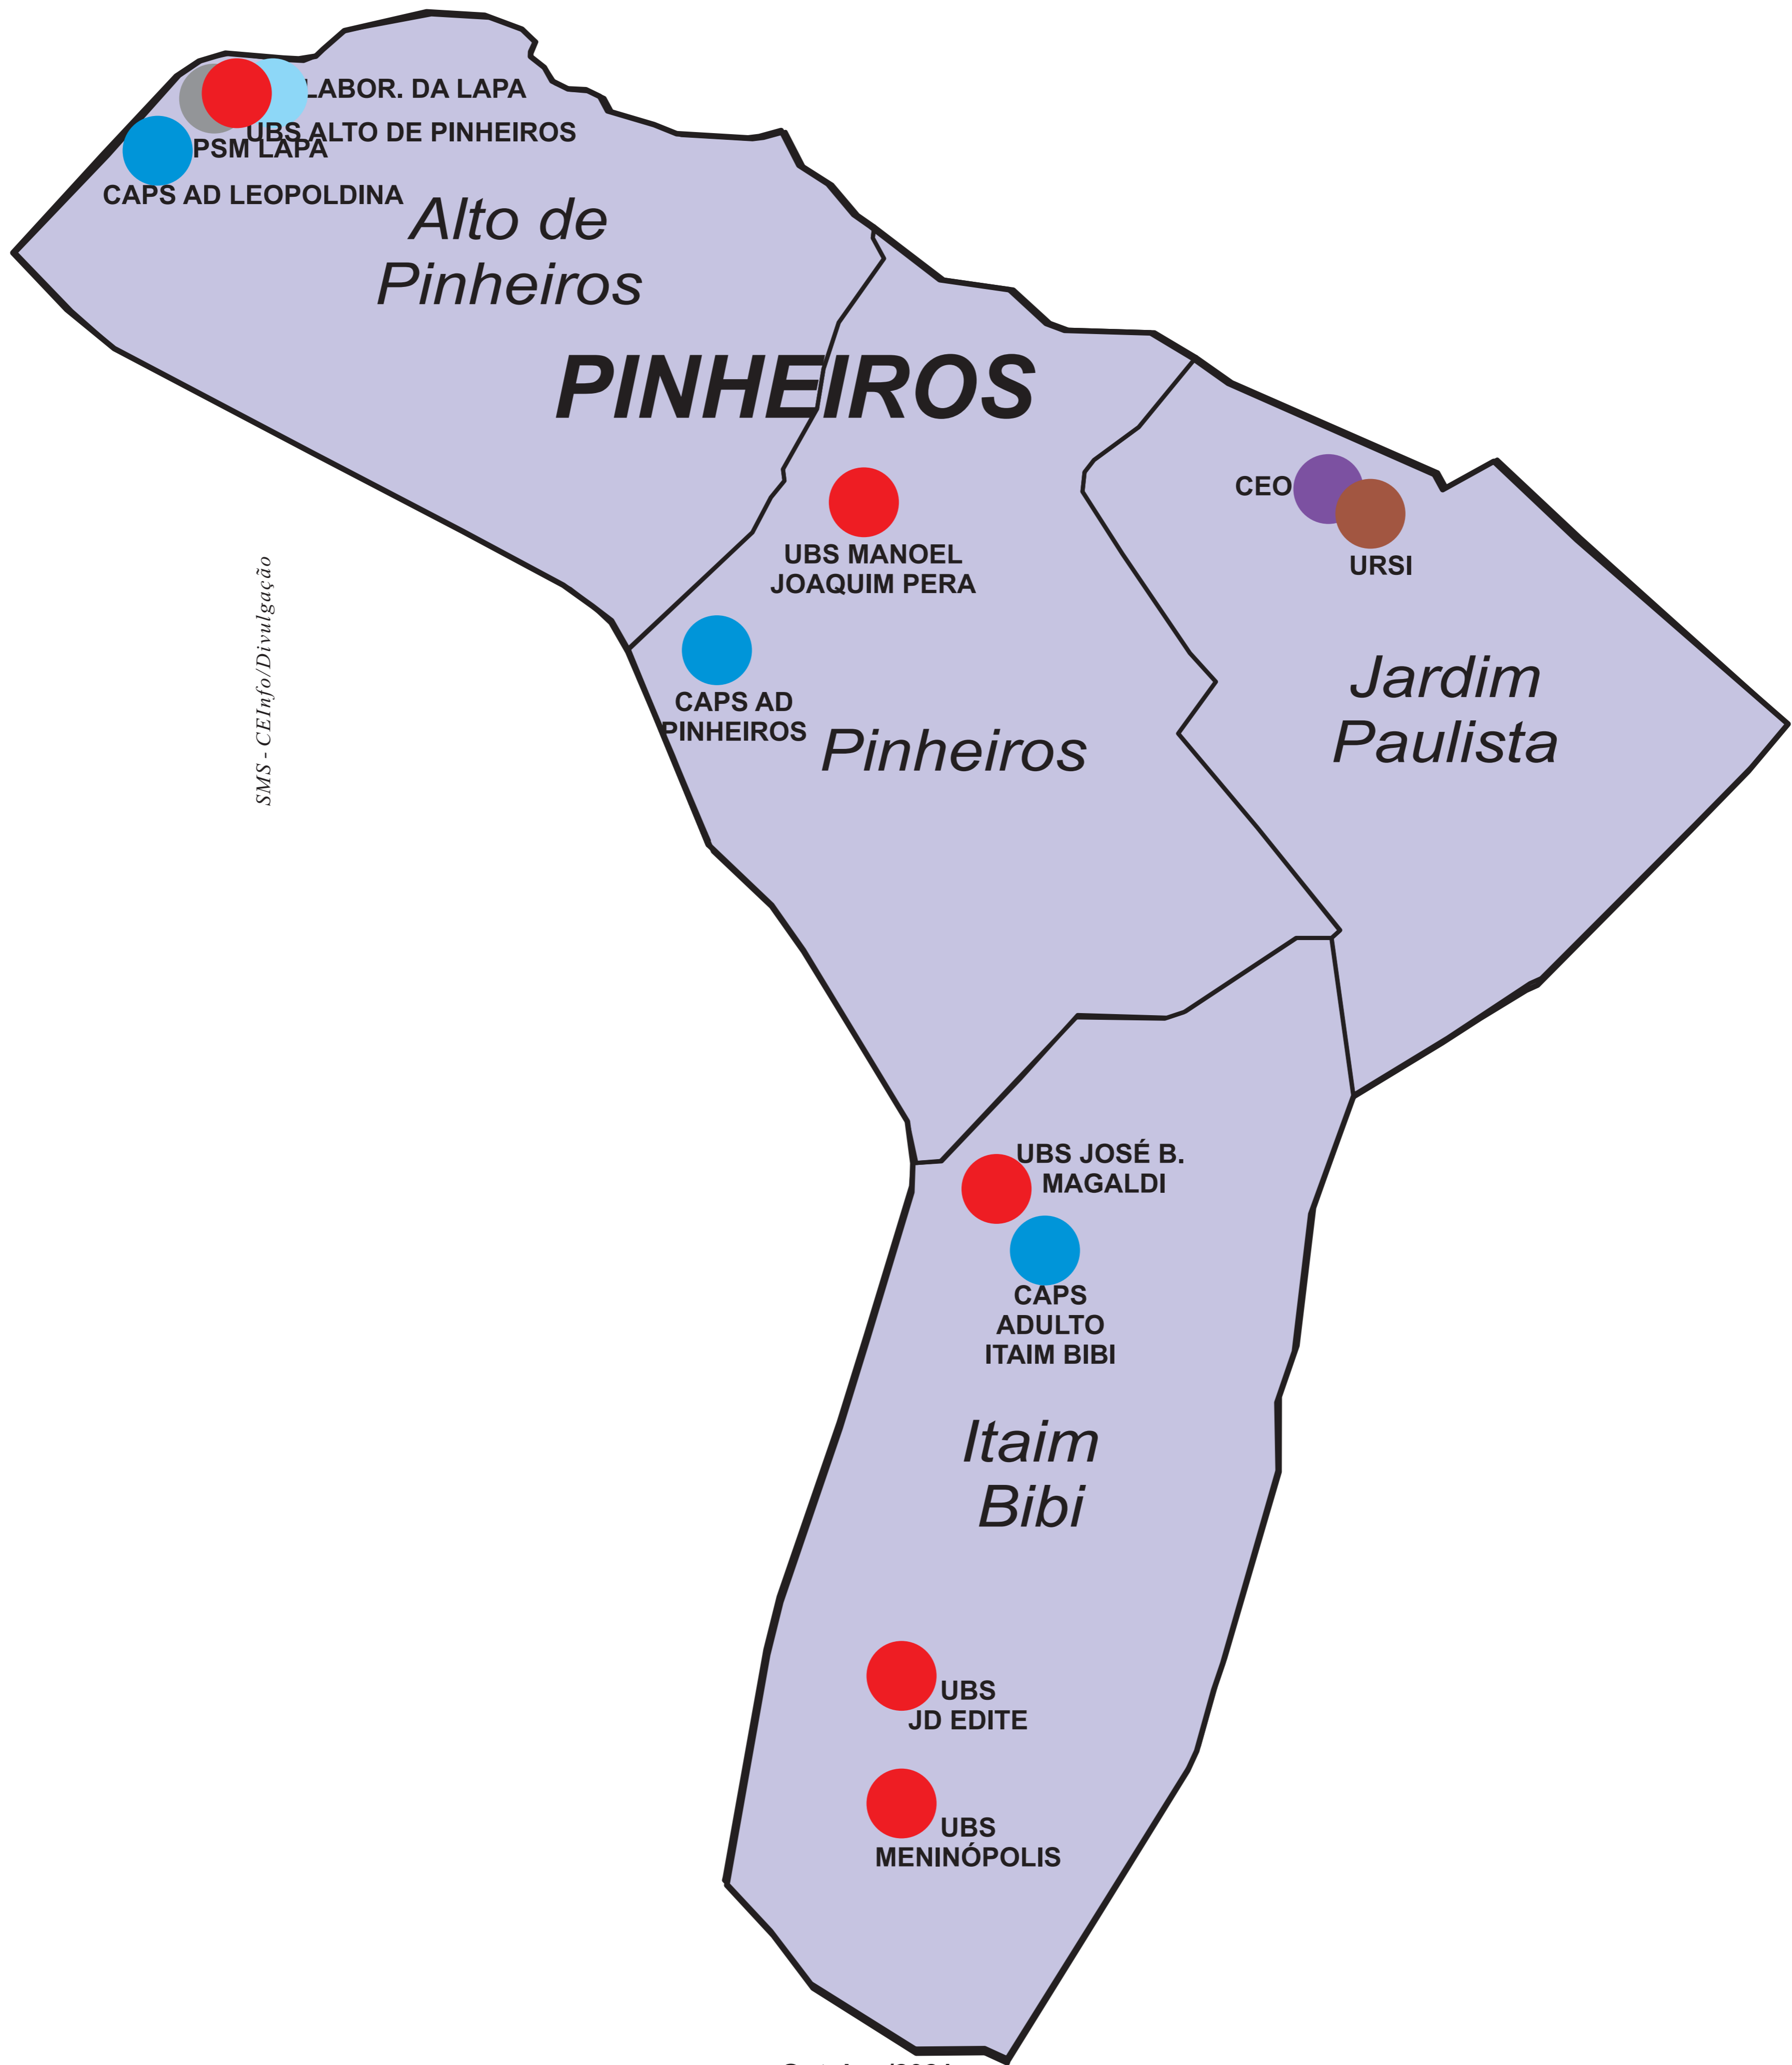 LABOR. DA LAPA
UBS ALTO DE PINHEIROS
PSM LAPA
CAPS AD LEOPOLDINA
Alto de
Pinheiros
PINHEIROS
CEO
URSI
UBS MANOEL
JOAQUIM PERA
CAPS AD
PINHEIROS
Pinheiros
Jardim
Paulista
SMS - CEInfo/Divulgação
UBS JOSÉ B.
MAGALDI
CAPS
ADULTO
ITAIM BIBI
Itaim
Bibi
UBS
JD EDITE
UBS
MENINÓPOLIS